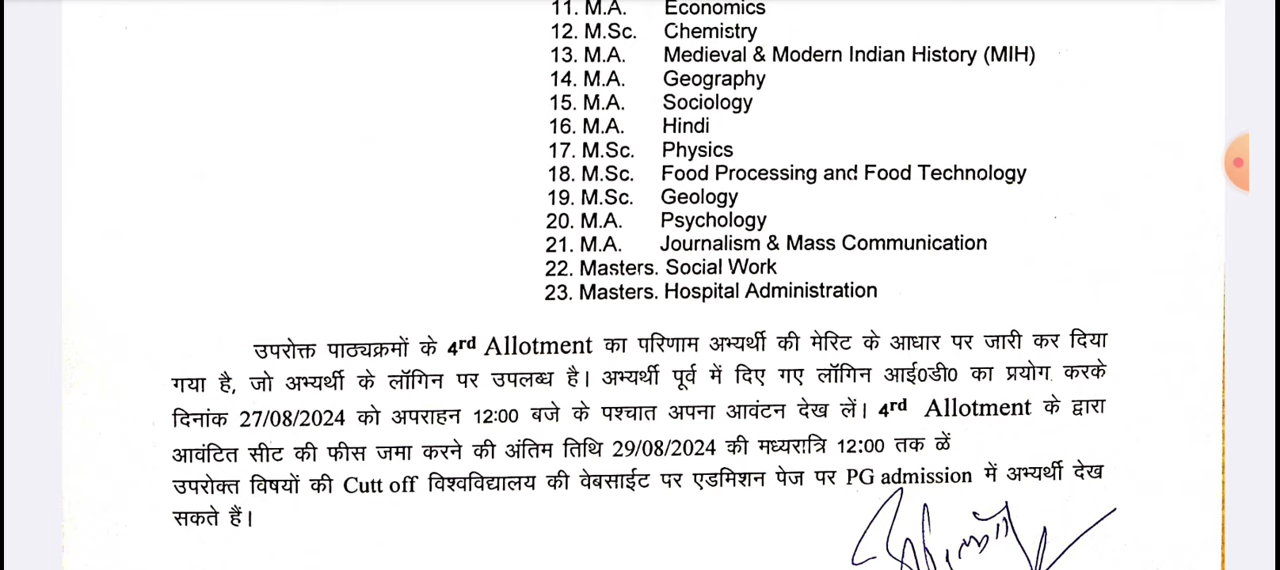 11. M.A. Economics
12. M.Sc. Chemistry
13. M.A. Medieval & Modern Indian History (MIH)
14. M.A. Geography
15. M.A. Sociology
16. M.A. Hindi
17. M.Sc. Physics
18. M.Sc. Food Processing and Food Technology
19. M.Sc. Geology
20. M.A. Psychology
21. M.A. Journalism & Mass Communication
22. Masters. Social Work
23. Masters. Hospital Administration
उपरोक्त पाठ्यक्रमों के 4rd Allotment का परिणाम अभ्यर्थी की मेरिट के आधार पर जारी कर दिया
गया है, जो अभ्यर्थी के लॉगिन पर उपलब्ध है। अभ्यर्थी पूर्व में दिए गए लॉगिन आई0डी0 का प्रयोग करके
दिनांक 27/08/2024 को अपराहन 12:00 बजे के पश्चात अपना आवंटन देख लें। 4rd Allotment के द्वारा
आवंटित सीट की फीस जमा करने की अंतिम तिथि 29/08/2024 की मध्यरात्रि 12:00 तक ळें
उपरोक्त विषयों की Cutt off विश्वविद्यालय की वेबसाईट पर एडमिशन पेज पर PG admission में अभ्यर्थी देख
सकते हैं।